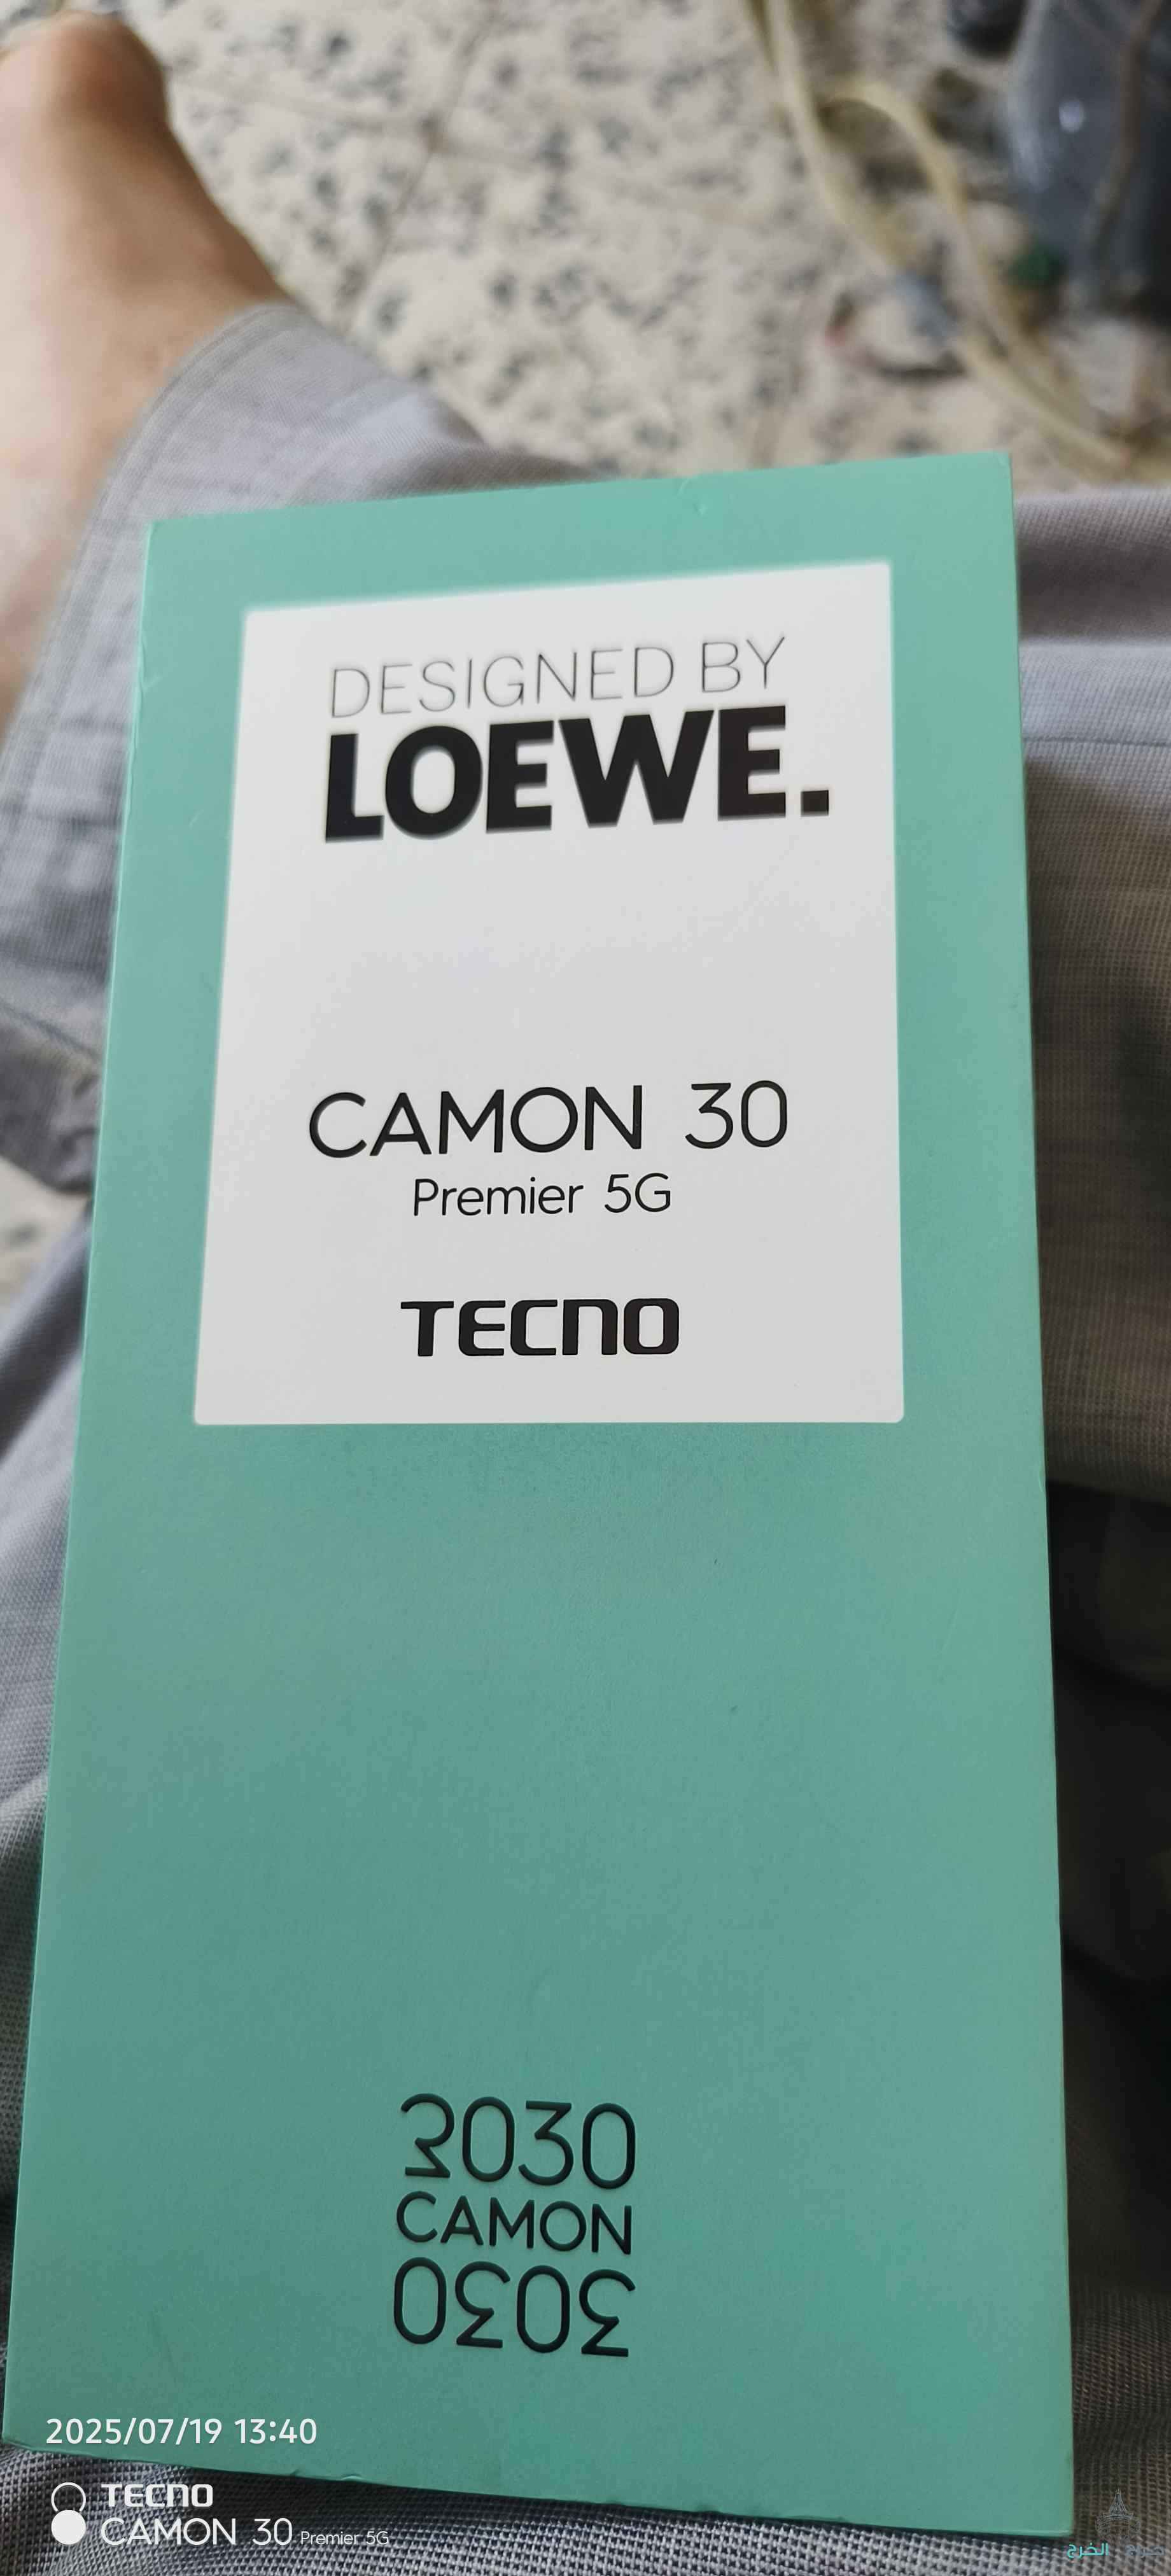 DESIGNED BY
LOEWE.
CAMON 30
Premier 5G
TECNO
3030
CAMON
3030
2025/07/19 13:40
TECNO
CAMON 30 Premier 5G
الخرج